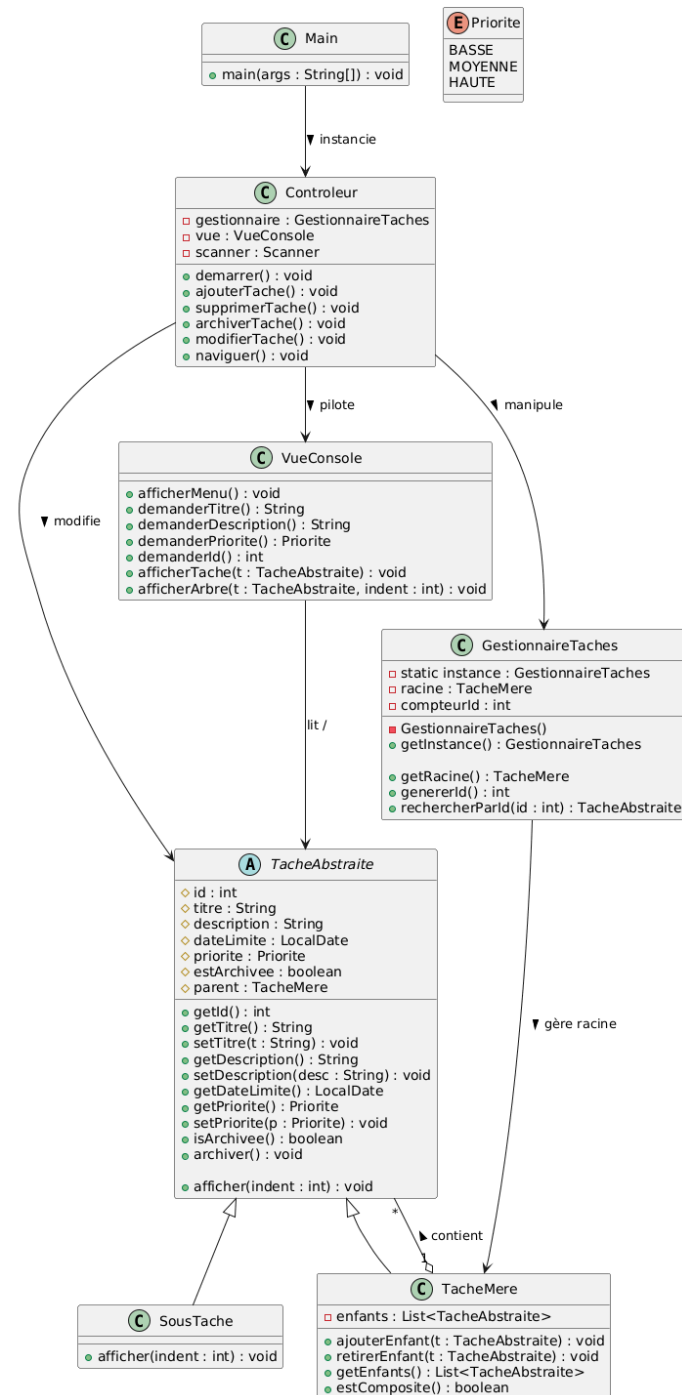 C Main
+ main(args : String[]) : void
E Priorite
BASSE
MOYENNE
HAUTE
instancie
C Controleur
gestionnaire : GestionnaireTaches
vue : VueConsole
scanner : Scanner
demarrer() : void
ajouterTache() : void
supprimerTache() : void
archiverTache() : void
modifierTache() : void
naviguer() : void
pilote
manipule
modifie
C VueConsole
afficherMenu() : void
demanderTitre() : String
demanderDescription() : String
demanderPriorite() : Priorite
demanderId() : int
afficherTache(t : TacheAbstraite) : void
afficherArbre(t : TacheAbstraite, indent : int) : void
C GestionnaireTaches
static instance : GestionnaireTaches
racine : TacheMere
compteurId : int
GestionnaireTaches()
getInstance() : GestionnaireTaches
getRacine() : TacheMere
genererId() : int
rechercherParId(id : int) : TacheAbstraite
lit /
A TacheAbstraite
id : int
titre : String
description : String
dateLimite : LocalDate
priorite : Priorite
estArchivee : boolean
parent : TacheMere
getId() : int
getTitre() : String
setTitre(t : String) : void
getDescription() : String
setDescription(desc : String) : void
getDateLimite() : LocalDate
getPriorite() : Priorite
setPriorite(p : Priorite) : void
isArchivee() : boolean
archiver() : void
afficher(indent : int) : void
gère racine
*
contient
1
C SousTache
afficher(indent : int) : void
C TacheMere
enfants : List<TacheAbstraite>
ajouterEnfant(t : TacheAbstraite) : void
retirerEnfant(t : TacheAbstraite) : void
getEnfants() : List<TacheAbstraite>
estComposite() : boolean